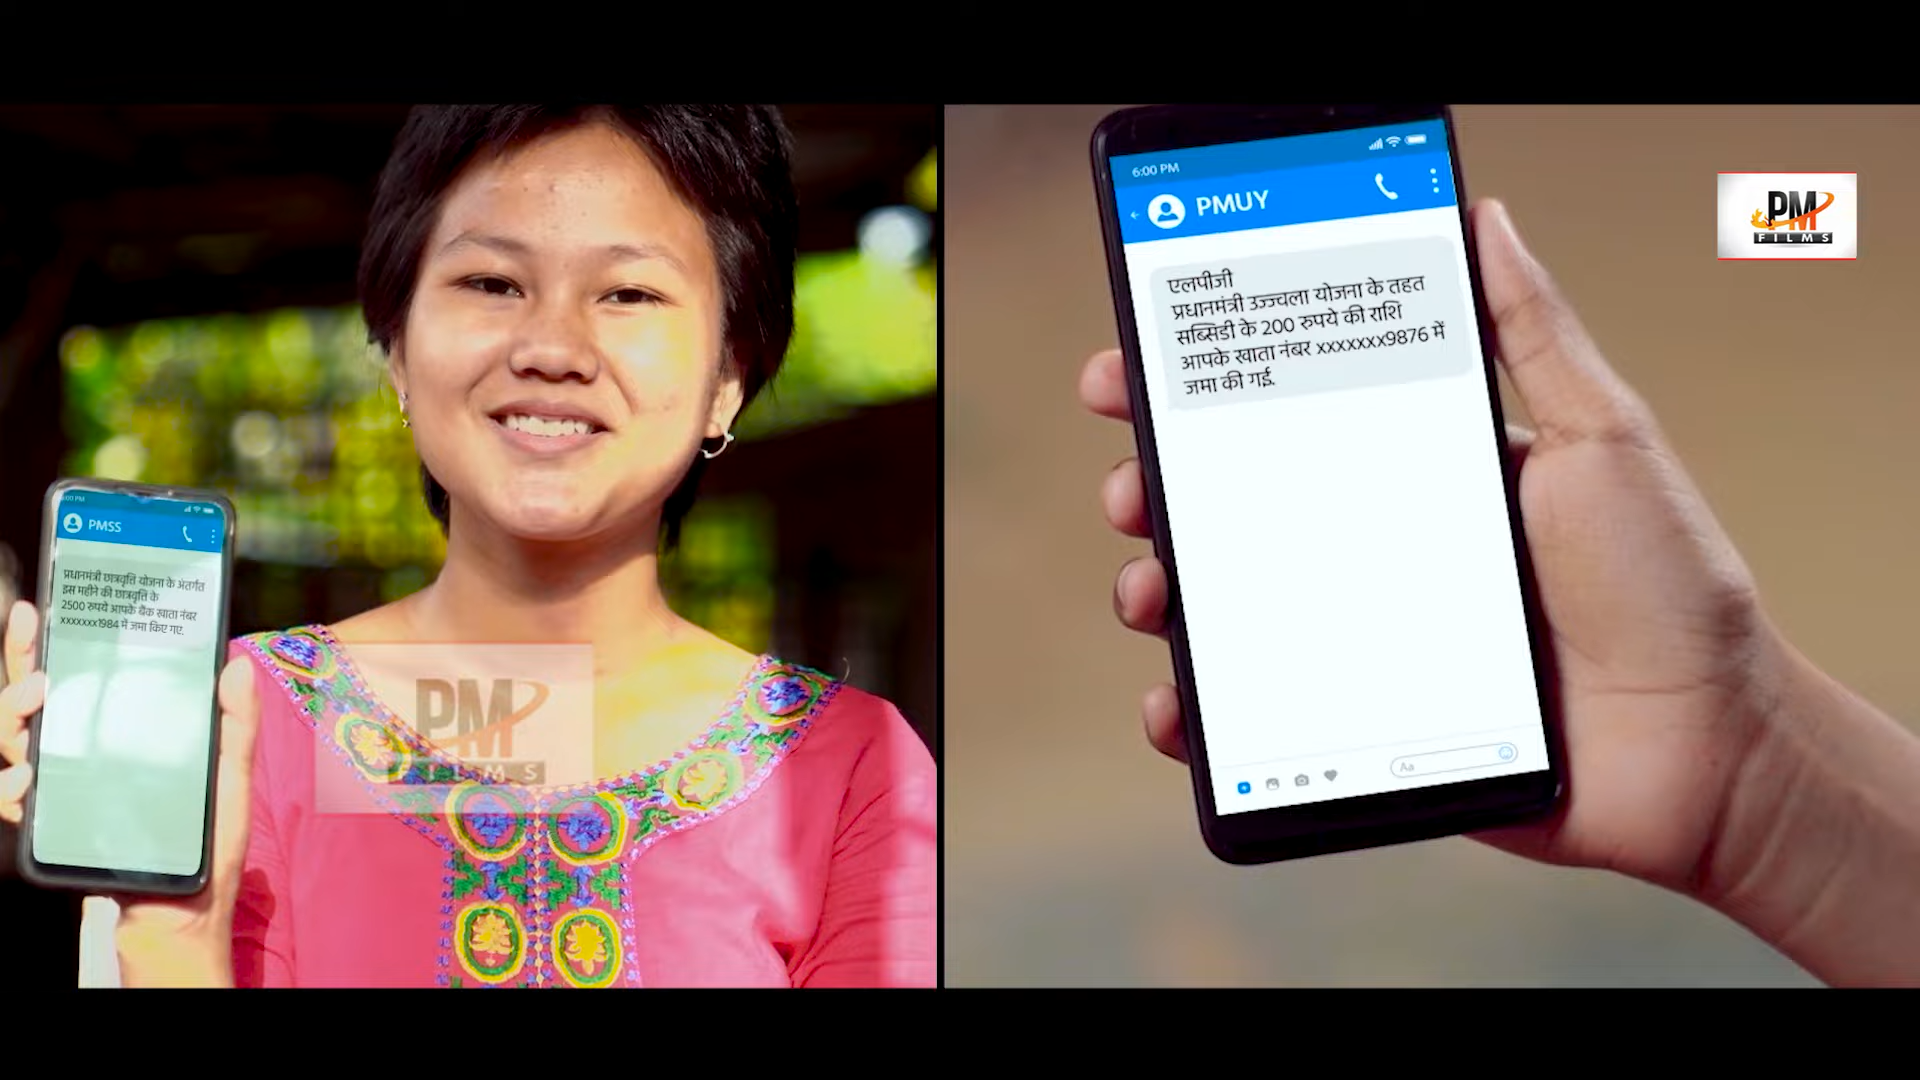 6:00 PM
PMSS
प्रधानमंत्री छात्रवृत्ति योजना के अंतर्गत
इस महीने की छात्रवृत्ति के
2500 रुपये आपके बैंक खाता नंबर
xxxxxxx1984 में जमा किए गए.
PM
FILMS
6:00 PM
PMUY
एलपीजी
प्रधानमंत्री उज्ज्वला योजना के तहत
सब्सिडी के 200 रुपये की राशि
आपके खाता नंबर xxxxxxx9876 में
जमा की गई.
Aa
PM
FILMS